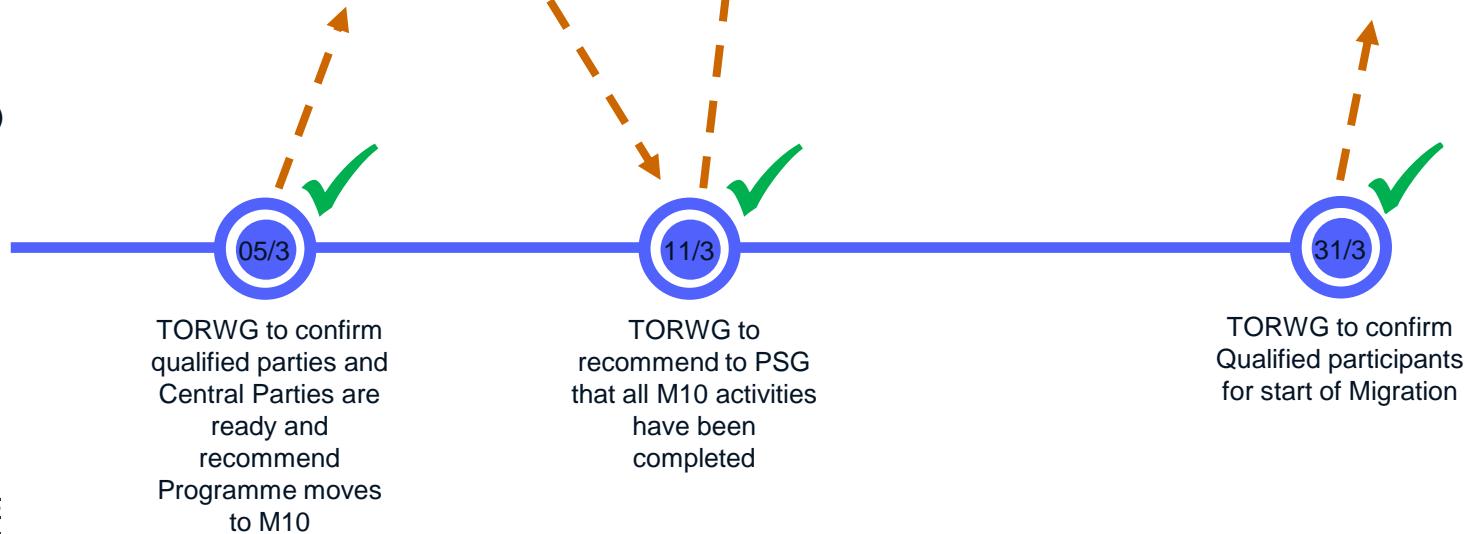 05/3
11/3
31/3
TORWG to confirm
qualified parties and
Central Parties are
ready and
recommend
Programme moves
to M10
TORWG to
recommend to PSG
that all M10 activities
have been
completed
TORWG to confirm
Qualified participants
for start of Migration